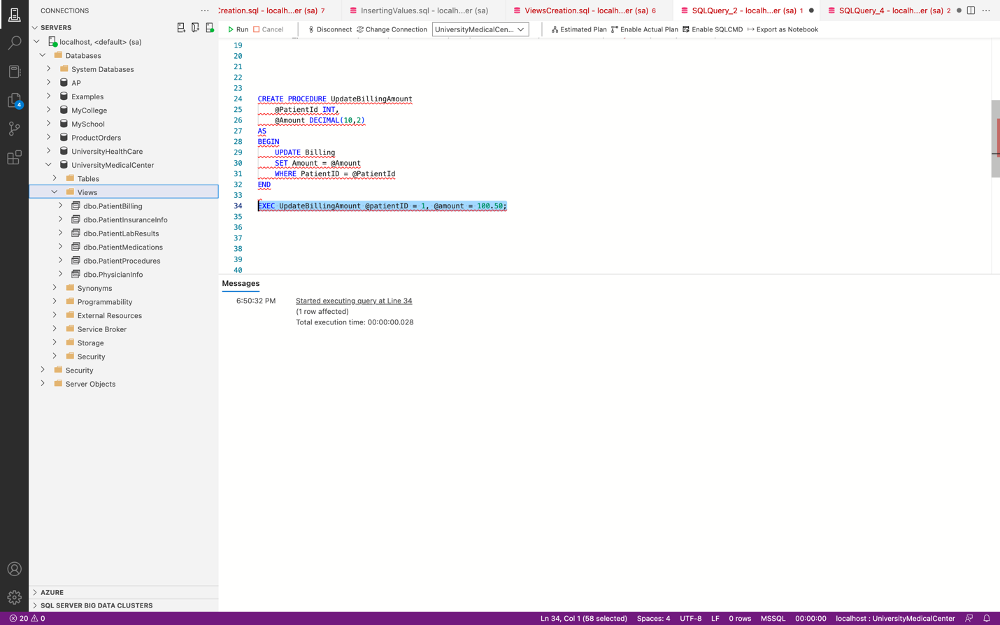 CONNECTIONS
Creation.sql - localh...er (sa) 7
InsertingValues.sql - localh...er (sa)
ViewsCreation.sql - localh...er (sa) 6
SQLQuery_2 - localh...er (sa) 1
SQLQuery_4 - localh...er (sa) 2
SERVERS
Run Cancel Disconnect Change Connection UniversityMedicalCen... Estimated Plan Enable Actual Plan Enable SQLCMD Export as Notebook
localhost, <default> (sa)
Databases
System Databases
AP
Examples
MyCollege
MySchool
ProductOrders
UniversityHealthCare
UniversityMedicalCenter
Tables
Views
dbo.PatientBilling
dbo.PatientInsuranceInfo
dbo.PatientLabResults
dbo.PatientMedications
dbo.PatientProcedures
dbo.PhysicianInfo
Synonyms
Programmability
External Resources
Service Broker
Storage
Security
Security
Server Objects
4
AZURE
SQL SERVER BIG DATA CLUSTERS
19
20
21
22
23
24 CREATE PROCEDURE UpdateBillingAmount
25 @PatientId INT,
26 @Amount DECIMAL(10,2)
27 AS
28 BEGIN
29 UPDATE Billing
30 SET Amount = @Amount
31 WHERE PatientID = @PatientId
32 END
33
34 EXEC UpdateBillingAmount @patientID = 1, @amount = 100.50;
35
36
37
38
39
40
Messages
6:50:32 PM Started executing query at Line 34
(1 row affected)
Total execution time: 00:00:00.028
20 0 Ln 34, Col 1 (58 selected) Spaces: 4 UTF-8 LF 0 rows MSSQL 00:00:00 localhost : UniversityMedicalCenter